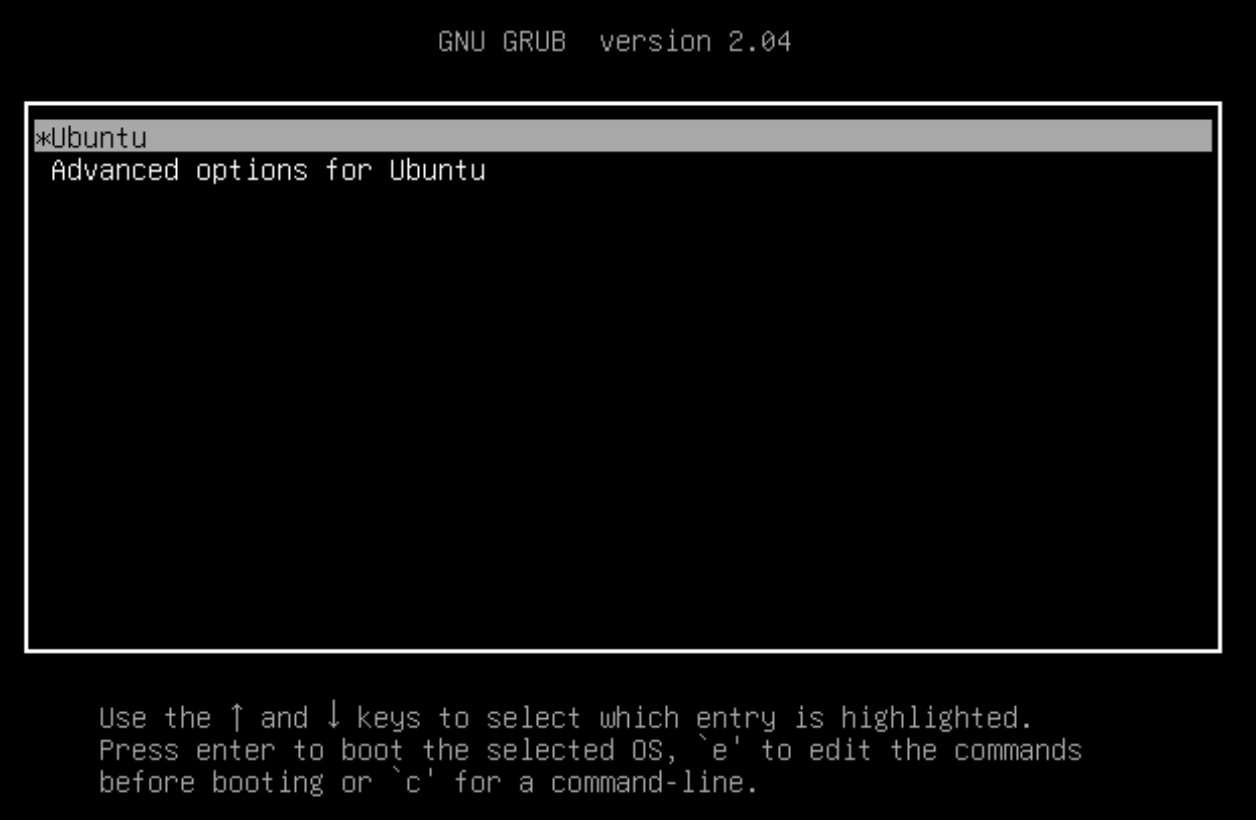 GNU GRUB  version 2.04
*Ubuntu
Advanced options for Ubuntu
Use the ↑ and ↓ keys to select which entry is highlighted.
Press enter to boot the selected OS, `e' to edit the commands
before booting or `c' for a command-line.